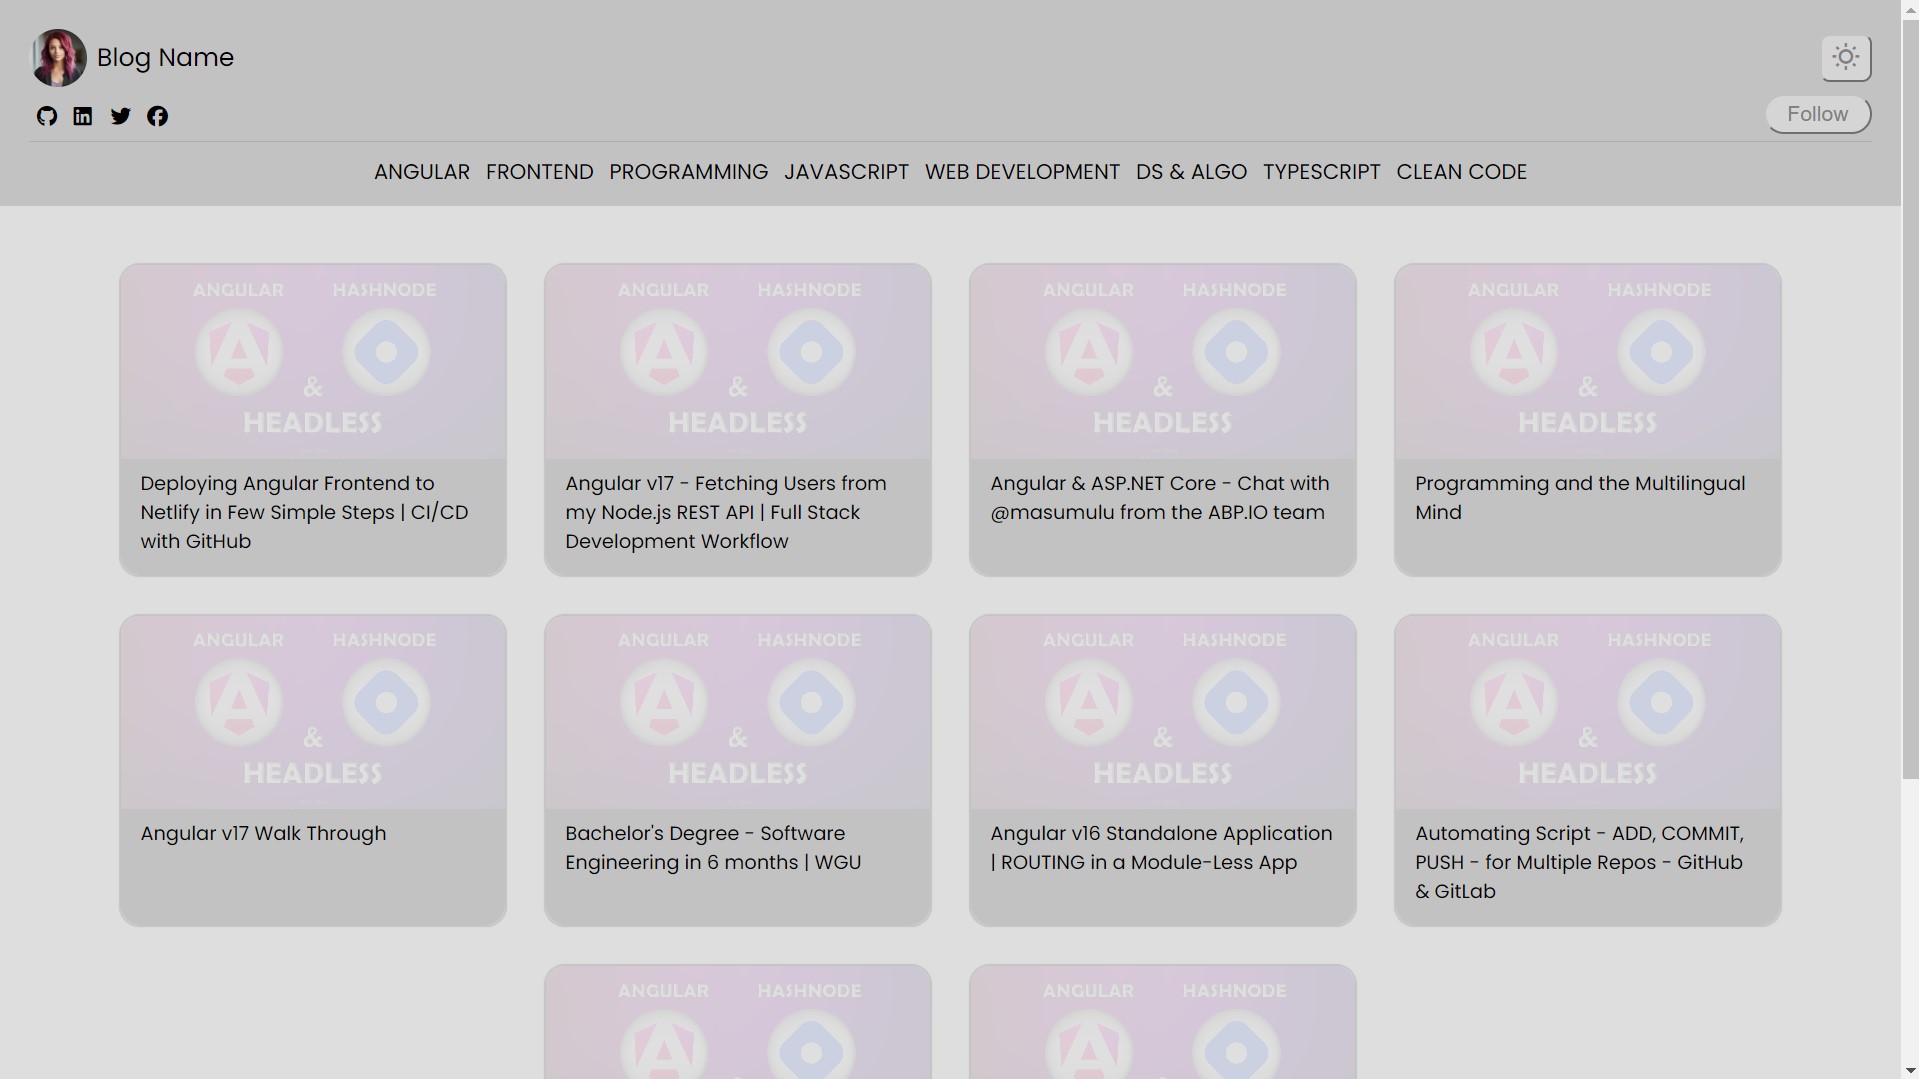 Blog Name
Follow
ANGULAR FRONTEND PROGRAMMING JAVASCRIPT WEB DEVELOPMENT DS & ALGO TYPESCRIPT CLEAN CODE
ANGULAR HASHNODE
&
HEADLESS
Deploying Angular Frontend to
Netlify in Few Simple Steps | CI/CD
with GitHub
ANGULAR HASHNODE
&
HEADLESS
Angular v17 - Fetching Users from
my Node.js REST API | Full Stack
Development Workflow
ANGULAR HASHNODE
&
HEADLESS
Angular & ASP.NET Core - Chat with
@masumulu from the ABP.IO team
ANGULAR HASHNODE
&
HEADLESS
Programming and the Multilingual
Mind
ANGULAR HASHNODE
&
HEADLESS
Angular v17 Walk Through
ANGULAR HASHNODE
&
HEADLESS
Bachelor's Degree - Software
Engineering in 6 months | WGU
ANGULAR HASHNODE
&
HEADLESS
Angular v16 Standalone Application
| ROUTING in a Module-Less App
ANGULAR HASHNODE
&
HEADLESS
Automating Script - ADD, COMMIT,
PUSH - for Multiple Repos - GitHub
& GitLab
ANGULAR HASHNODE
ANGULAR HASHNODE